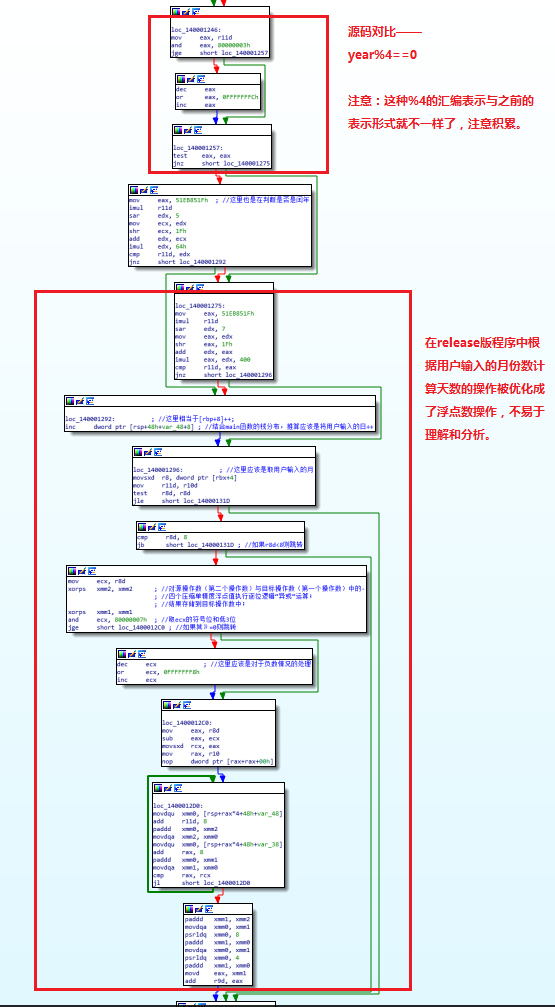 loc_140001246:
mov eax, r11d
and eax, 80000003h
jge short loc_140001257
dec eax
or eax, 0FFFFFFFCh
inc eax
loc_140001257:
test eax, eax
jnz short loc_140001275
源码对比——
year%4==0
注意：这种%4的汇编表示与之前的
表示形式就不一样了，注意积累。
mov eax, 51EB851Fh ; //这里也是在判断是否是闰年
imul r11d
sar edx, 5
mov ecx, edx
shr ecx, 1Fh
add edx, ecx
imul edx, 64h
cmp r11d, edx
jnz short loc_140001292
loc_140001275:
mov eax, 51EB851Fh
imul r11d
sar edx, 7
mov eax, edx
shr eax, 1Fh
add edx, eax
imul eax, edx, 400
cmp r11d, eax
jnz short loc_140001296
在release版程序中根
据用户输入的月份数计
算天数的操作被优化成
了浮点数操作，不易于
理解和分析。
loc_140001292: ; //这里相当于[rbp+8]++;
inc dword ptr [rsp+48h+var_48+8] ; //结合main函数的栈分布，推算应该是将用户输入的日++
loc_140001296: ; //这里应该是取用户输入的月
movsxd r8, dword ptr [rbx+4]
mov r11d, r10d
test r8d, r8d
jle short loc_14000131D
cmp r8d, 8
jb short loc_14000131D ; //如果r8d<8则跳转
mov ecx, r8d
xorps xmm2, xmm2 ; //对源操作数（第二个操作数）与目标操作数（第一个操作数）中的-
; //四个压缩单精度浮点值执行逐位逻辑“异或”运算；
; //结果存储到目标操作数中；
xorps xmm1, xmm1
and ecx, 80000007h ; //取ecx的符号位和低3位
jge short loc_1400012C0 ; //如果其≥0则跳转
dec ecx ; //这里应该是对于负数情况的处理
or ecx, 0FFFFFFF8h
inc ecx
loc_1400012C0:
mov eax, r8d
sub eax, ecx
movsxd rcx, eax
mov rax, r10
nop dword ptr [rax+rax+00h]
loc_1400012D0:
movdqu xmm0, [rsp+rax*4+48h+var_48]
add r11d, 8
paddd xmm0, xmm2
movdqa xmm2, xmm0
movdqu xmm0, [rsp+rax*4+48h+var_38]
add rax, 8
paddd xmm0, xmm1
movdqa xmm1, xmm0
cmp rax, rcx
jl short loc_1400012D0
paddd xmm1, xmm2
movdqa xmm0, xmm1
psrldq xmm0, 8
paddd xmm1, xmm0
movdqa xmm0, xmm1
psrldq xmm0, 4
paddd xmm1, xmm0
movd eax, xmm1
add r9d, eax